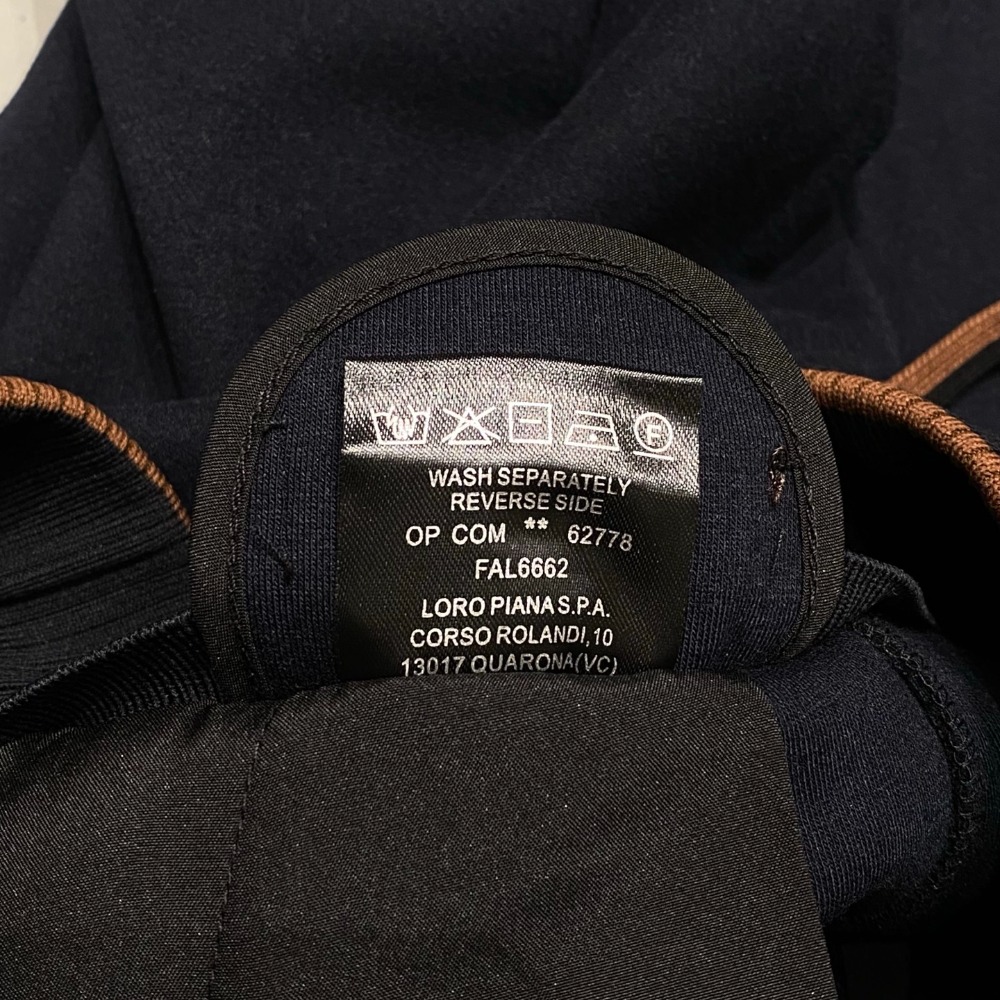 F
WASH SEPARATELY
REVERSE SIDE
OP COM ** 62778
FAL6662
LORO PIANA S.P.A.
CORSO ROLANDI, 10
13017 QUARONA (VC)